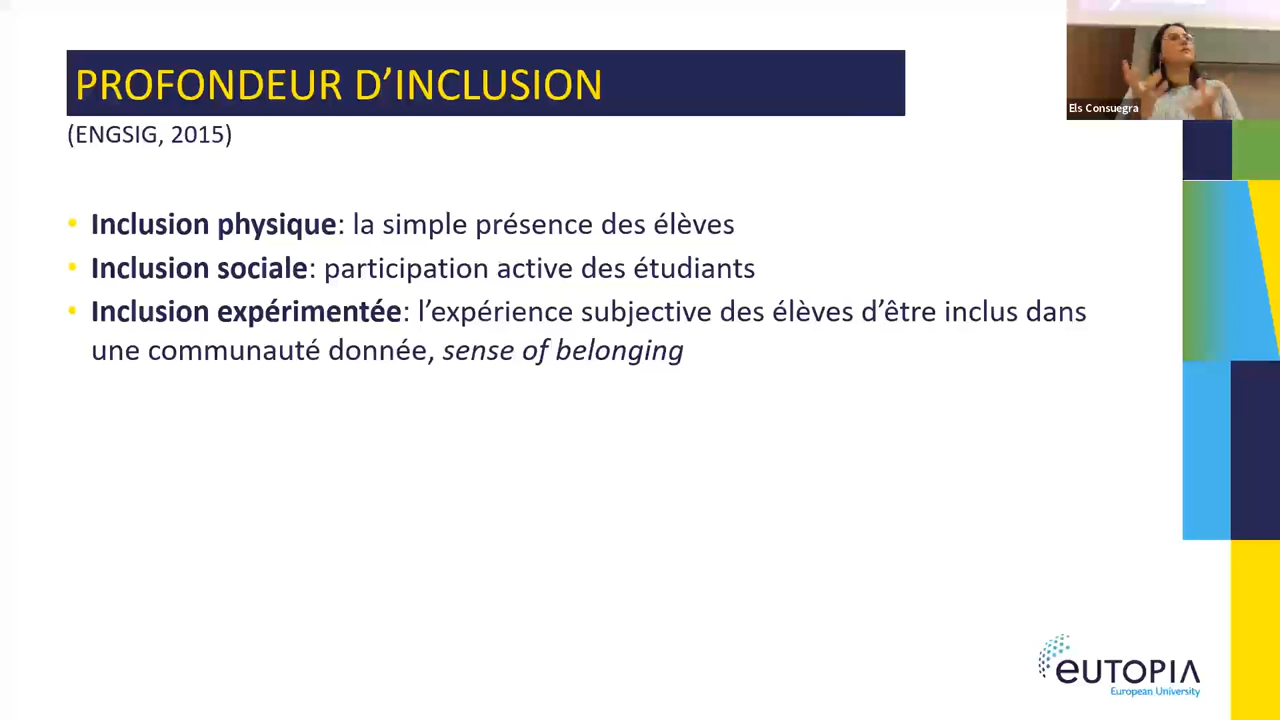 PROFONDEUR D’INCLUSION
(ENGSIG, 2015)
• Inclusion physique: la simple présence des élèves
• Inclusion sociale: participation active des étudiants
• Inclusion expérimentée: l’expérience subjective des élèves d’être inclus dans
une communauté donnée, sense of belonging
Els Consuegra
eUTOPIA
European University